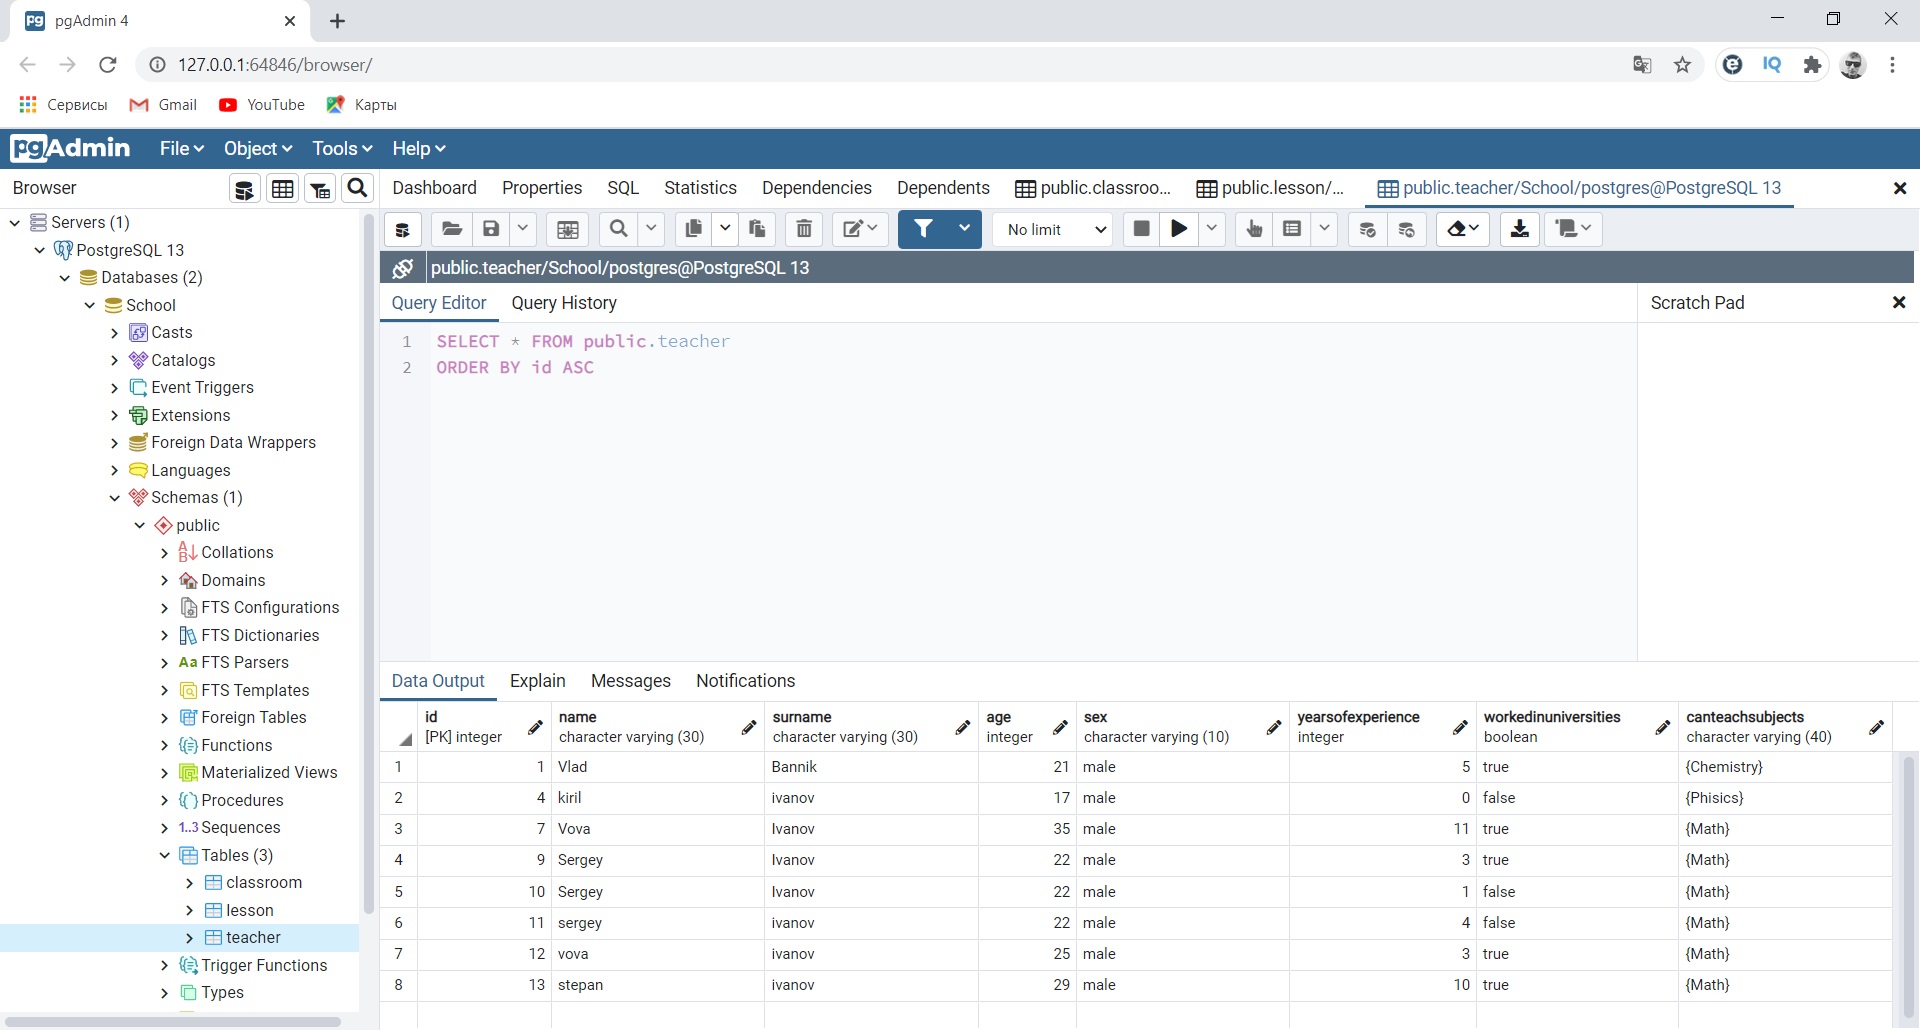 pgAdmin 4
127.0.0.1:64846/browser/
Сервисы Gmail YouTube Карты
pgAdmin File Object Tools Help
Browser
Servers (1)
PostgreSQL 13
Databases (2)
School
Casts
Catalogs
Event Triggers
Extensions
Foreign Data Wrappers
Languages
Schemas (1)
public
Collations
Domains
FTS Configurations
FTS Dictionaries
Aa FTS Parsers
FTS Templates
Foreign Tables
Functions
Materialized Views
Procedures
1..3 Sequences
Tables (3)
classroom
lesson
teacher
Trigger Functions
Types
Dashboard Properties SQL Statistics Dependencies Dependents public.classroo... public.lesson/... public.teacher/School/postgres@PostgreSQL 13
No limit
public.teacher/School/postgres@PostgreSQL 13
Query Editor Query History
Scratch Pad
1 SELECT * FROM public.teacher
2 ORDER BY id ASC
Data Output Explain Messages Notifications
id name surname age sex yearsofexperience workedinuniversities canteachsubjects
[PK] integer character varying (30) character varying (30) integer character varying (10) integer boolean character varying (40)
1 1 Vlad Bannik 21 male 5 true {Chemistry}
2 4 kiril ivanov 17 male 0 false {Phisics}
3 7 Vova Ivanov 35 male 11 true {Math}
4 9 Sergey Ivanov 22 male 3 true {Math}
5 10 Sergey Ivanov 22 male 1 false {Math}
6 11 sergey ivanov 22 male 4 false {Math}
7 12 vova ivanov 25 male 3 true {Math}
8 13 stepan ivanov 29 male 10 true {Math}